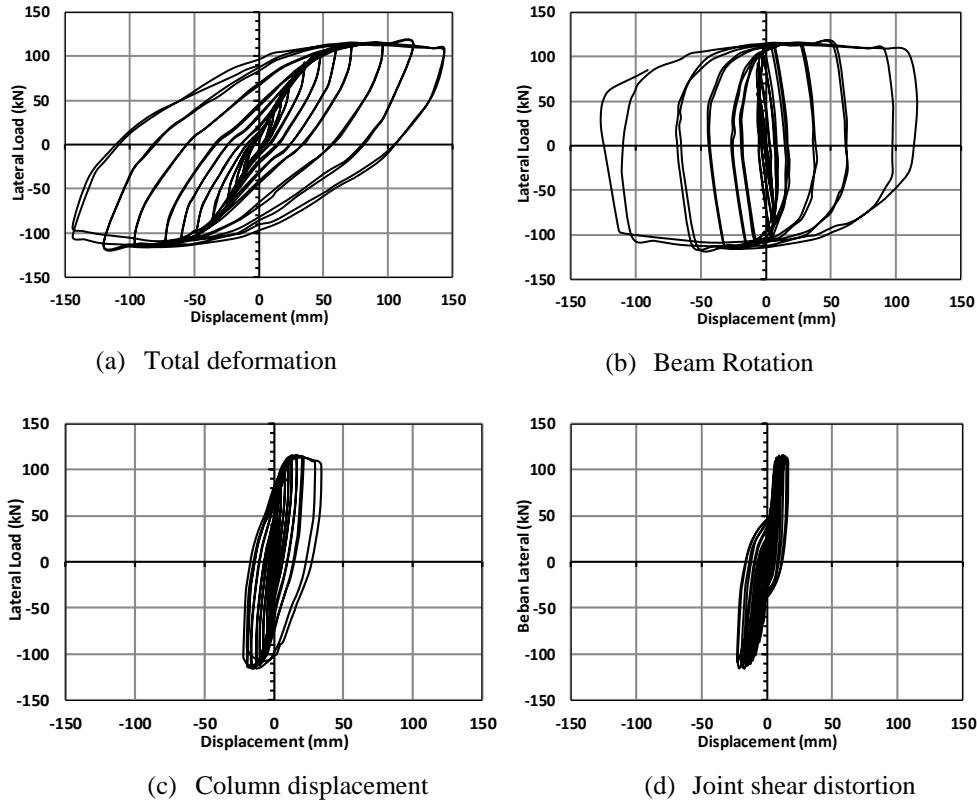 150
100
50
0
-50
-100
-150
-150 -100 -50 0 50 100 150
Lateral Load (kN)
Displacement (mm)
(a) Total deformation
150
100
50
0
-50
-100
-150
-150 -100 -50 0 50 100 150
Lateral Load (kN)
Displacement (mm)
(b) Beam Rotation
150
100
50
0
-50
-100
-150
-150 -100 -50 0 50 100 150
Lateral Load (kN)
Displacement (mm)
(c) Column displacement
150
100
50
0
-50
-100
-150
-150 -100 -50 0 50 100 150
Beban Lateral (kN)
Displacement (mm)
(d) Joint shear distortion